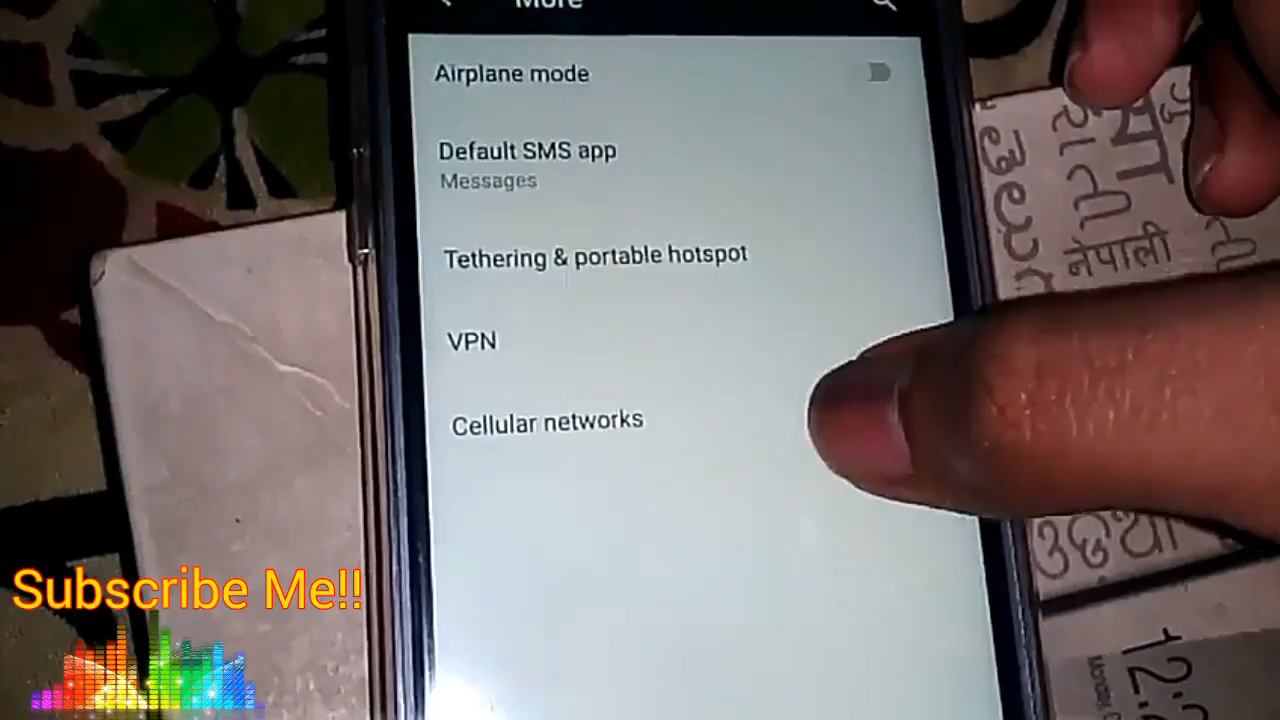 More
Airplane mode
Default SMS app
Messages
Tethering & portable hotspot
VPN
Cellular networks
नेपाली
Subscribe Me!!